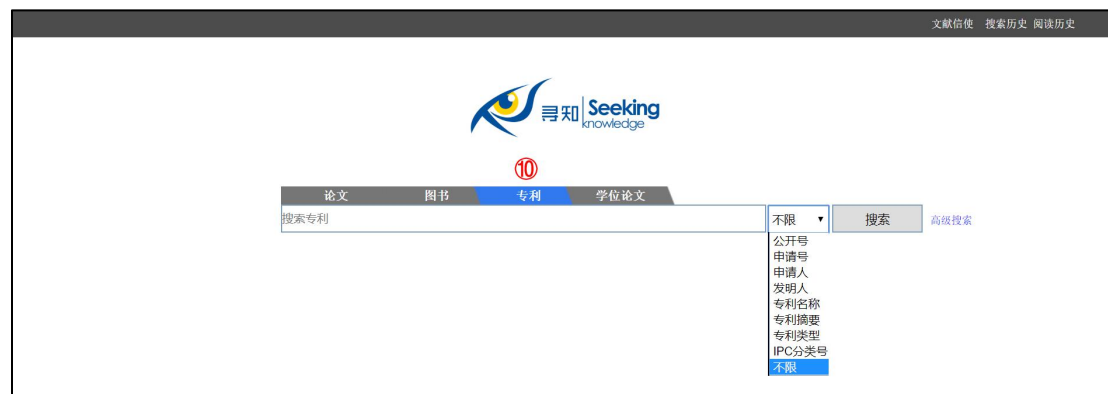 文献信使 搜索历史 阅读历史
寻知 Seeking
knowledge
⑩
论文 图书 专利 学位论文
搜索专利 不限 ▼ 搜索 高级搜索
公开号
申请号
申请人
发明人
专利名称
专利摘要
专利类型
IPC分类号
不限